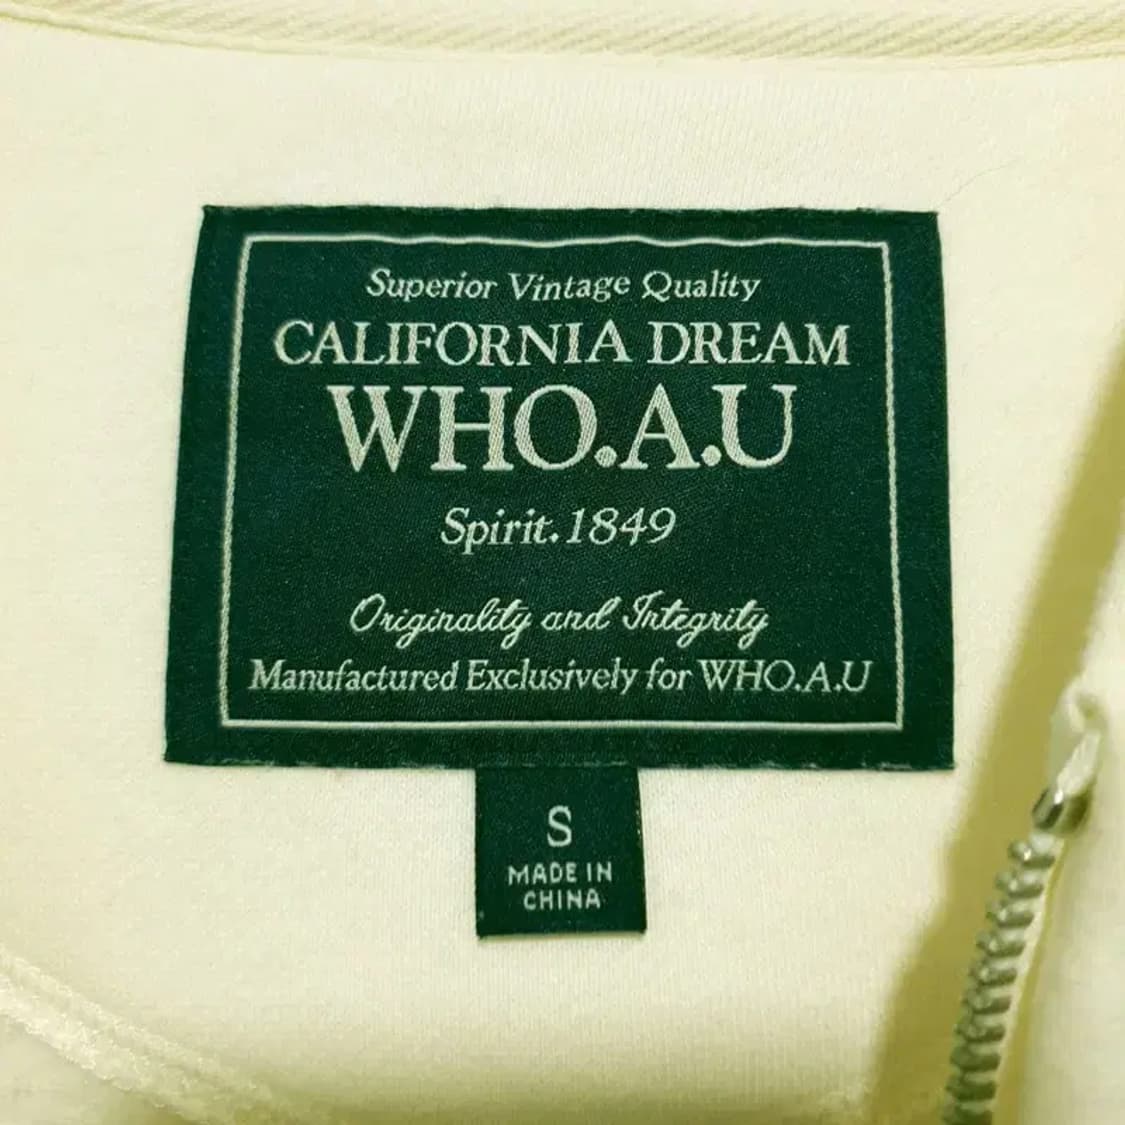 Superior Vintage Quality
CALIFORNIA DREAM
WHO.A.U
Spirit.1849
Originality and Integrity
Manufactured Exclusively for WHO.A.U
S
MADE IN
CHINA